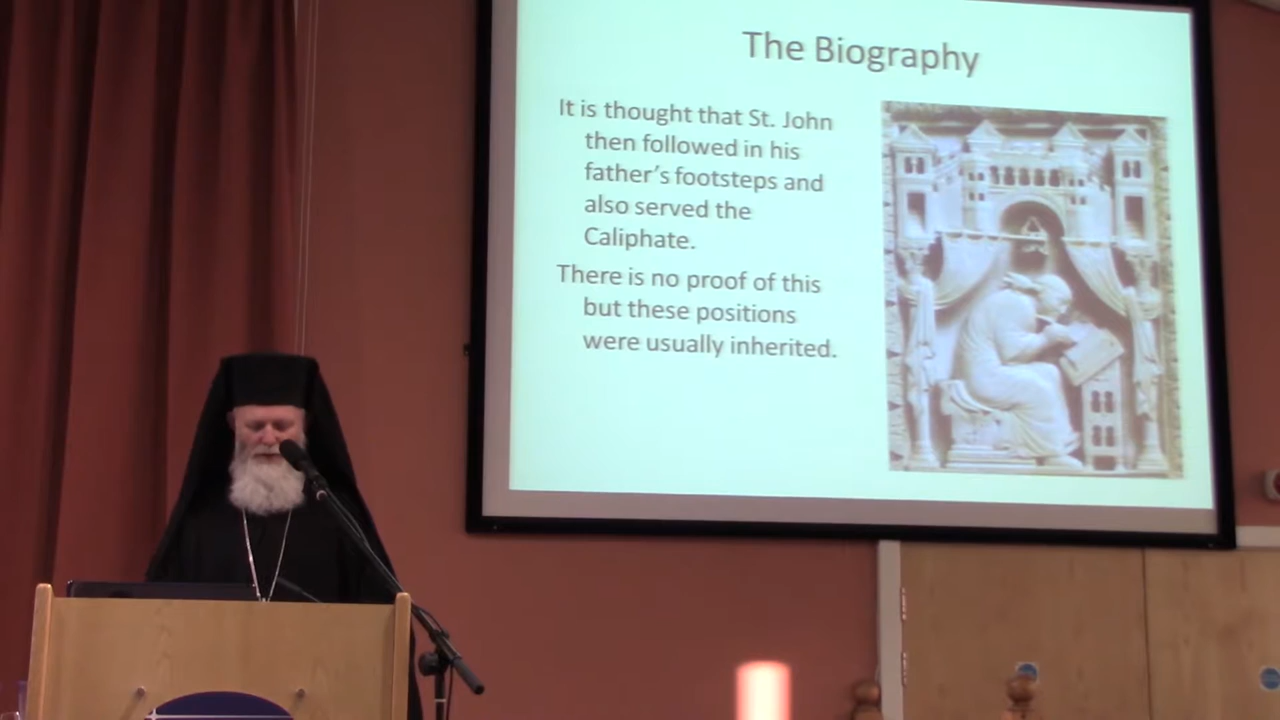 The Biography
It is thought that St. John
then followed in his
father's footsteps and
also served the
Caliphate.
There is no proof of this
but these positions
were usually inherited.